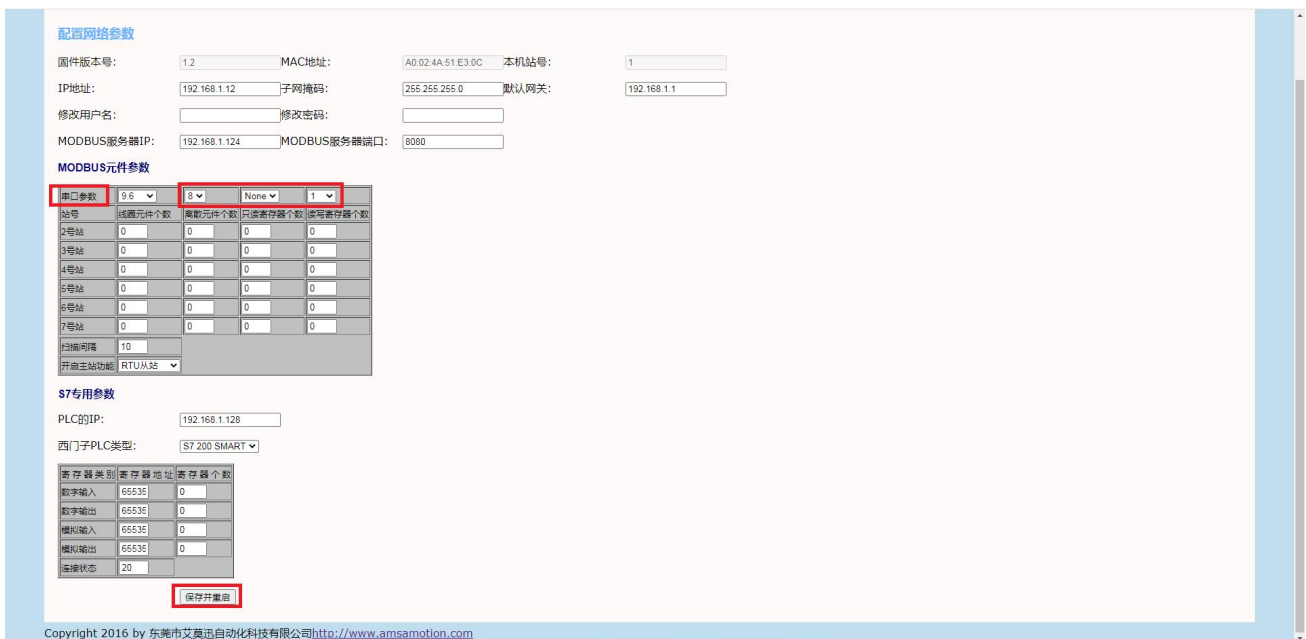 配置网络参数
固件版本号: 1.2 MAC地址: A0:02:4A:51:E3:0C 本机站号: 1
IP地址: 192.168.1.12 子网掩码: 255.255.255.0 默认网关: 192.168.1.1
修改用户名: 修改密码:
MODBUS服务器IP: 192.168.1.124 MODBUS服务器端口: 8080
MODBUS元件参数
串口参数 9.6 8 None 1
站号 线圈元件个数 离散元件个数 只读寄存器个数 读写寄存器个数
2号站 0 0 0 0
3号站 0 0 0 0
4号站 0 0 0 0
5号站 0 0 0 0
6号站 0 0 0 0
7号站 0 0 0 0
扫描间隔 10
开启主站功能 RTU从站
S7专用参数
PLC的IP: 192.168.1.128
西门子PLC类型: S7 200 SMART
寄存器类别 寄存器地址 寄存器个数
数字输入 65535 0
数字输出 65535 0
模拟输入 65535 0
模拟输出 65535 0
连接状态 20
保存并重启
Copyright 2016 by 东莞市艾莫迅自动化科技有限公司http://www.amsamotion.com